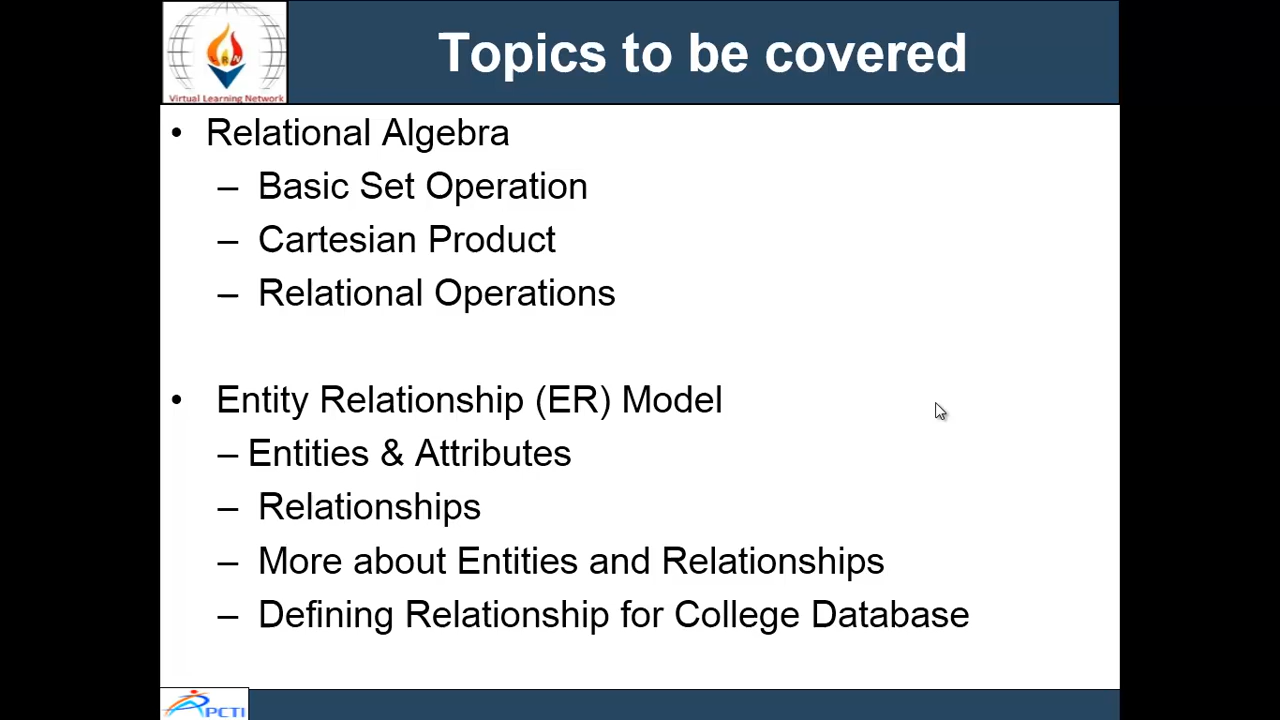 Topics to be covered
Virtual Learning Network
• Relational Algebra
– Basic Set Operation
– Cartesian Product
– Relational Operations
• Entity Relationship (ER) Model
– Entities & Attributes
– Relationships
– More about Entities and Relationships
– Defining Relationship for College Database
PCTI